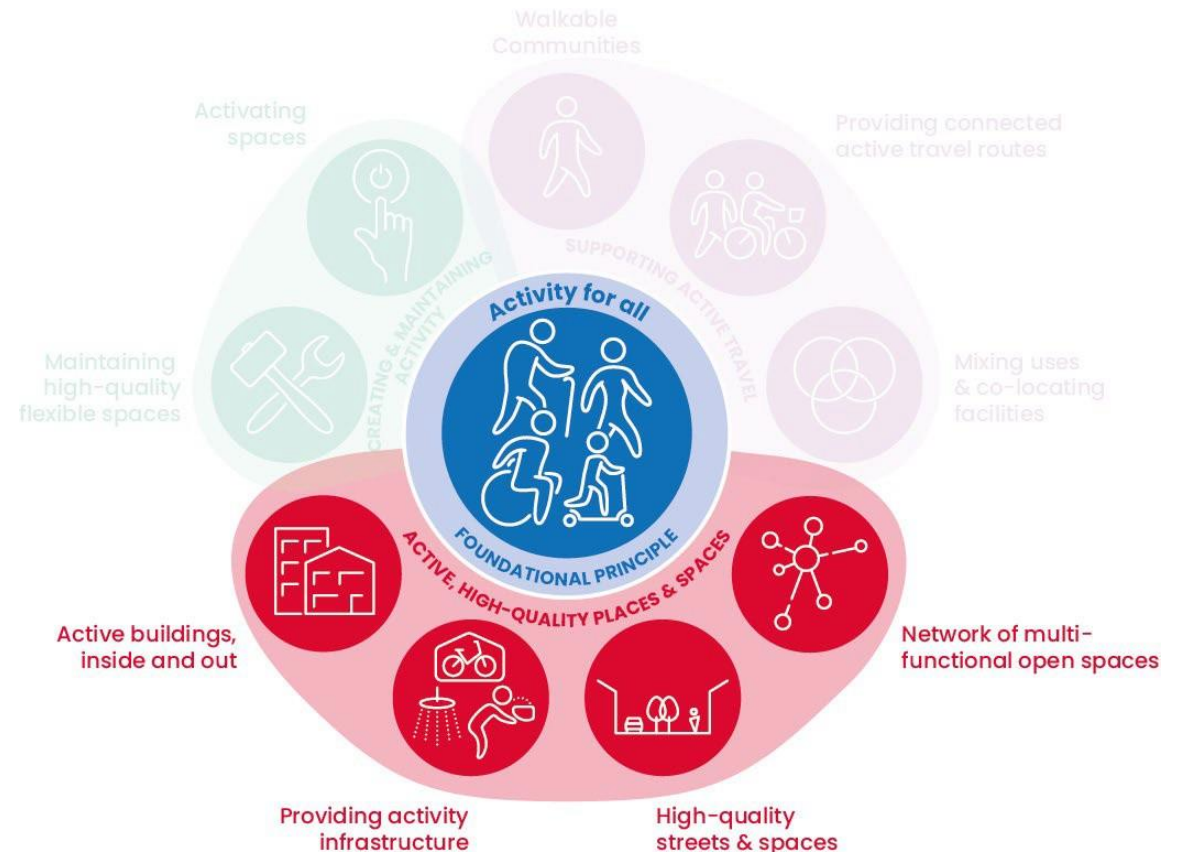 Walkable
Communities
Activating
spaces
Providing connected
active travel routes
SUPPORTING ACTIVE TRAVEL
CREATING & MAINTAINING
ACTIVITY
Activity for all
Maintaining
high-quality
flexible spaces
Mixing uses
& co-locating
facilities
FOUNDATIONAL PRINCIPLE
ACTIVE, HIGH-QUALITY PLACES & SPACES
Active buildings,
inside and out
Network of multi-
functional open spaces
Providing activity
infrastructure
High-quality
streets & spaces